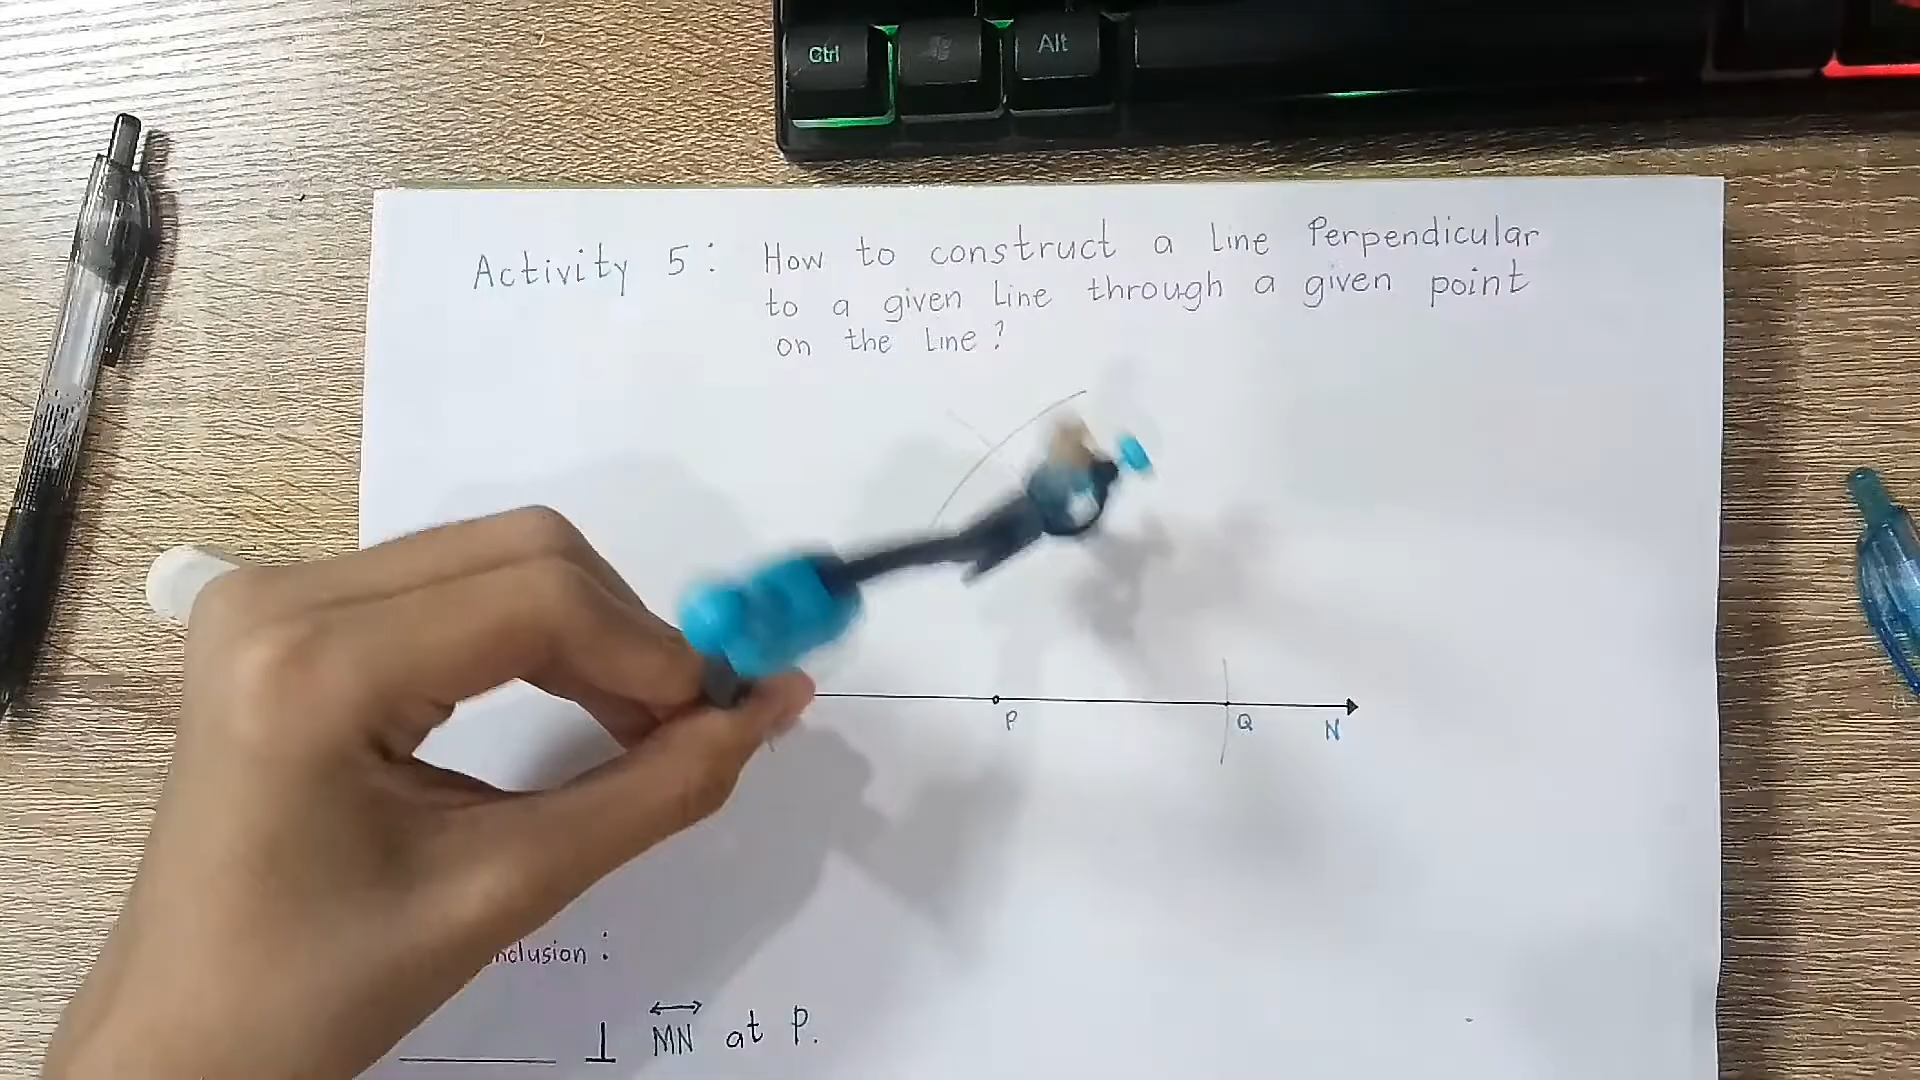 Ctrl
Alt
Activity 5: How to construct a Line Perpendicular
to a given Line through a given point
on the Line?
P
Q
N
nclusion:
⊥ MN at P.